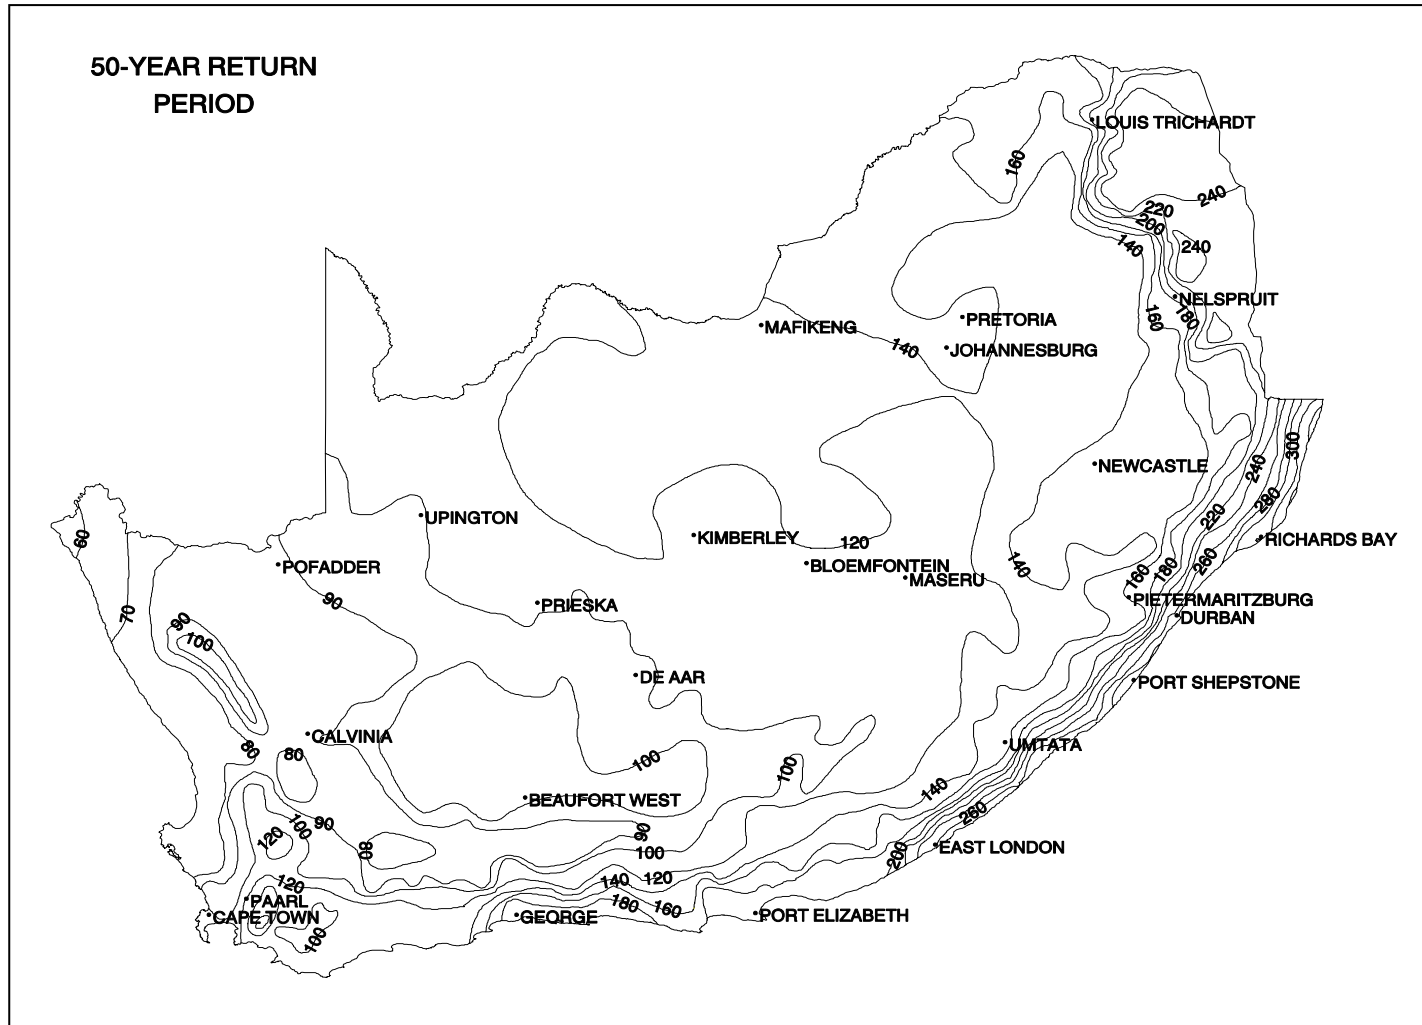 50-YEAR RETURN
PERIOD
LOUIS TRICHARDT
160
240
220
200
140
240
NELSPRUIT
180
160
MAFIKENG
PRETORIA
140
JOHANNESBURG
300
240
NEWCASTLE
280
220
UPINGTON
60
KIMBERLEY
120
RICHARDS BAY
260
POFADDER
BLOEMFONTEIN
MASERU
140
160
180
90
PRIESKA
PIETERMARITZBURG
70
90
DURBAN
100
DE AAR
PORT SHEPSTONE
CALVINIA
80
80
UMTATA
100
100
140
BEAUFORT WEST
260
90
100
120
90
80
100
EAST LONDON
200
120
140
120
PAARL
180
160
CAPE TOWN
GEORGE
PORT ELIZABETH
100